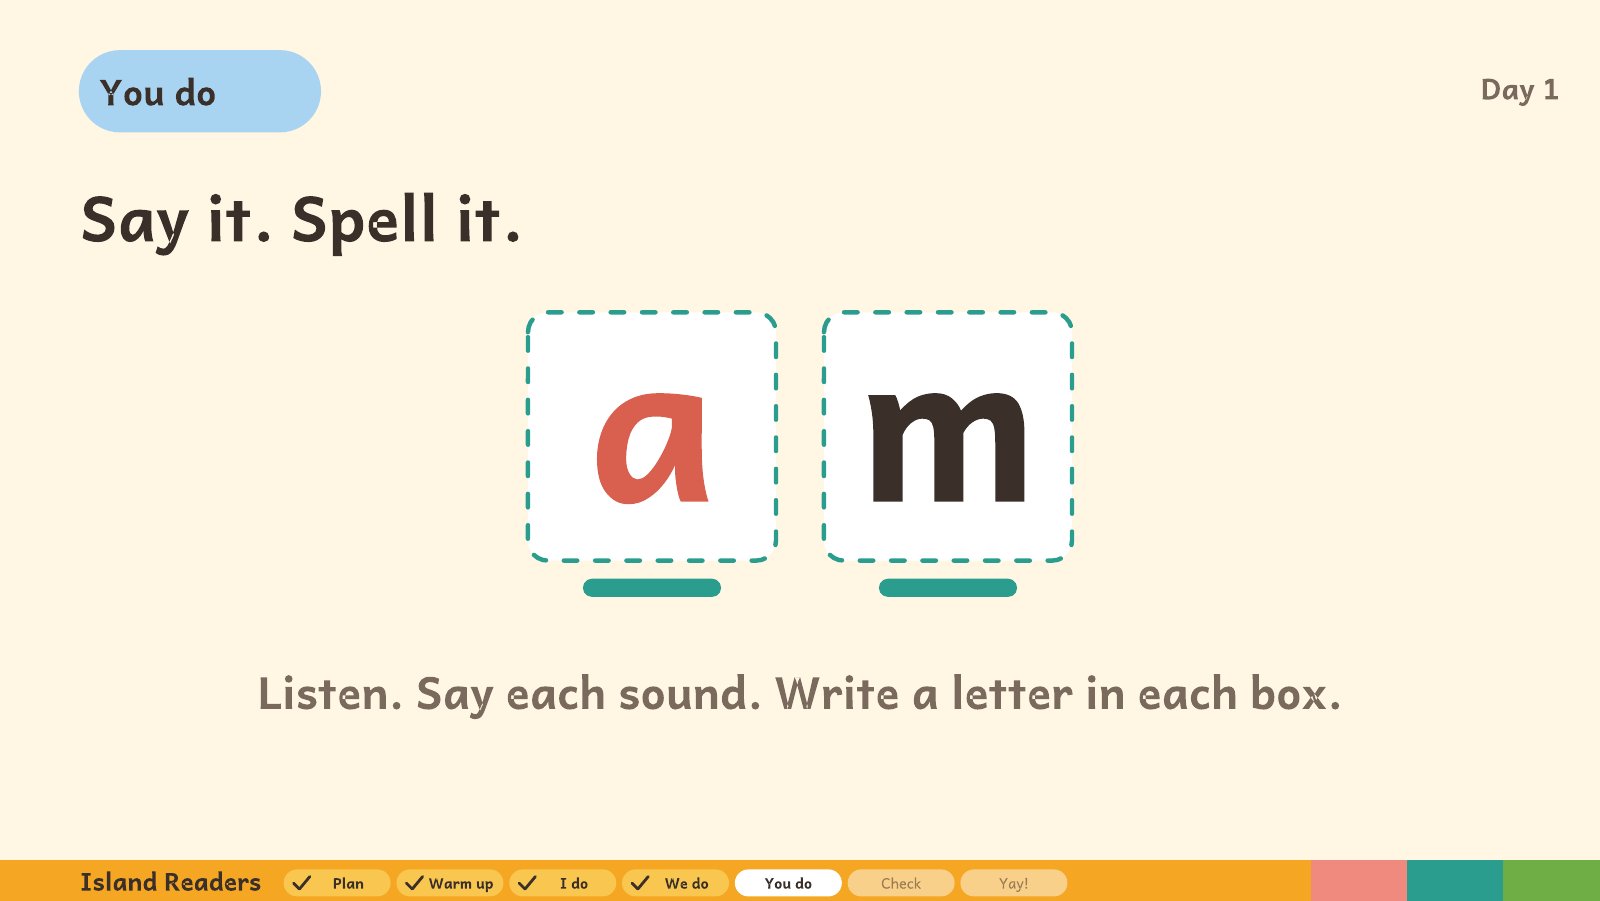 You do
Day 1
Say it. Spell it.
a m
Listen. Say each sound. Write a letter in each box.
Island Readers Plan Warm up I do We do You do Check Yay!